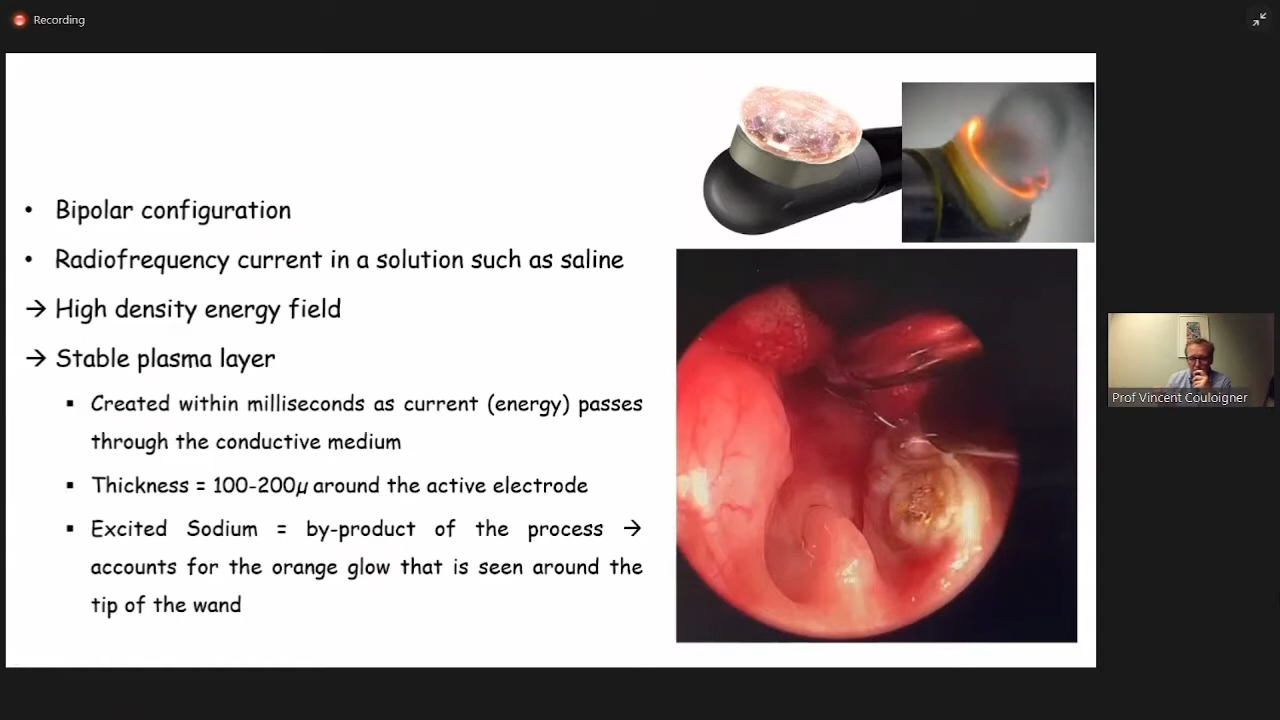 Recording
• Bipolar configuration
• Radiofrequency current in a solution such as saline
→ High density energy field
→ Stable plasma layer
▪ Created within milliseconds as current (energy) passes
through the conductive medium
▪ Thickness = 100-200µ around the active electrode
▪ Excited Sodium = by-product of the process →
accounts for the orange glow that is seen around the
tip of the wand
Prof Vincent Couloigner